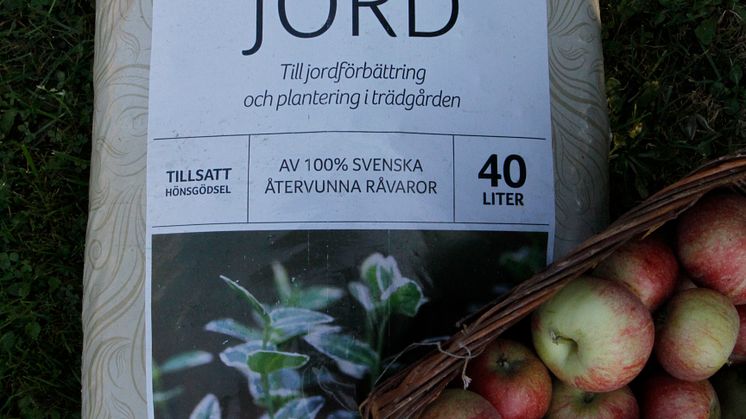 JORD
Till jordförbättring
och plantering i trädgården
TILLSATT
HÖNSGÖDSEL
AV 100% SVENSKA
ÅTERVUNNA RÅVAROR
40
LITER